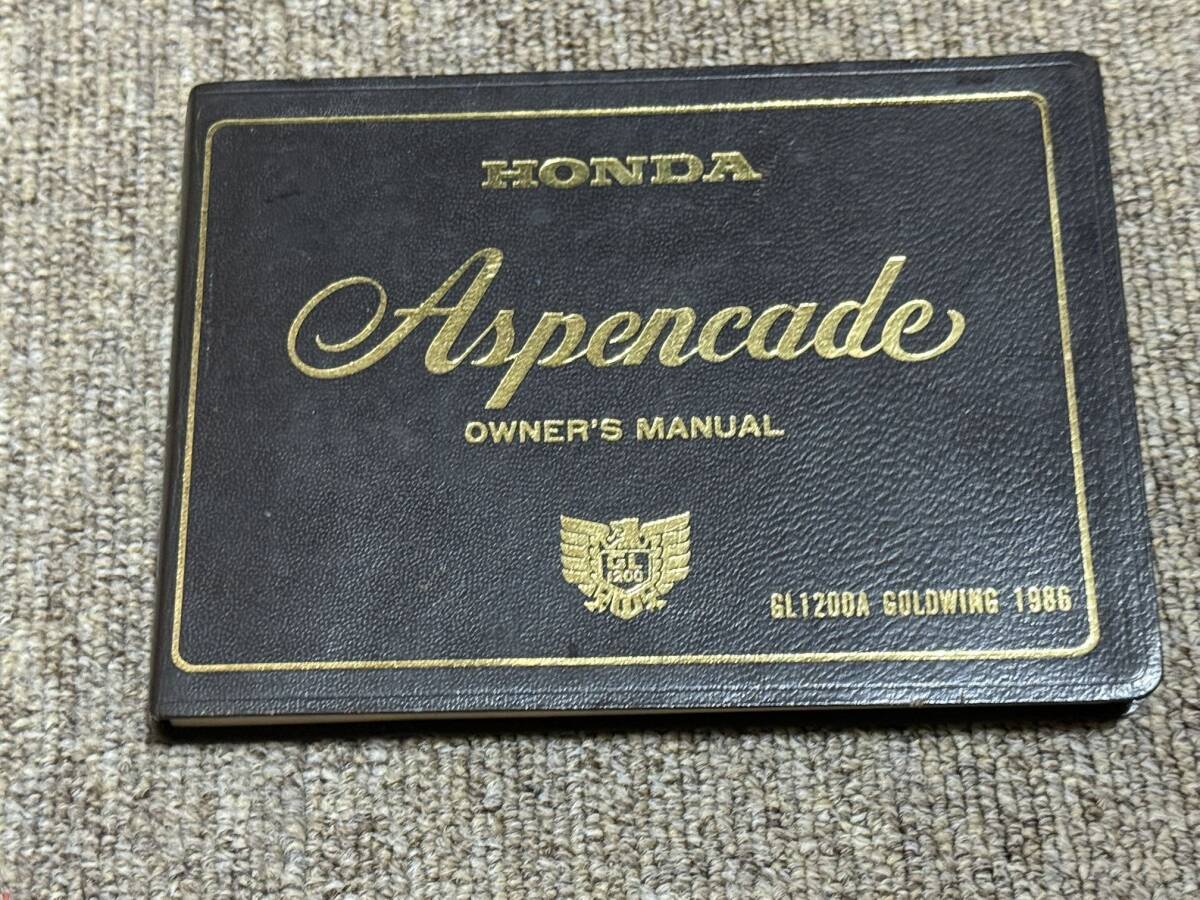 HONDA
Aspencade
OWNER'S MANUAL
GL
1200
GL1200A GOLDWING 1986